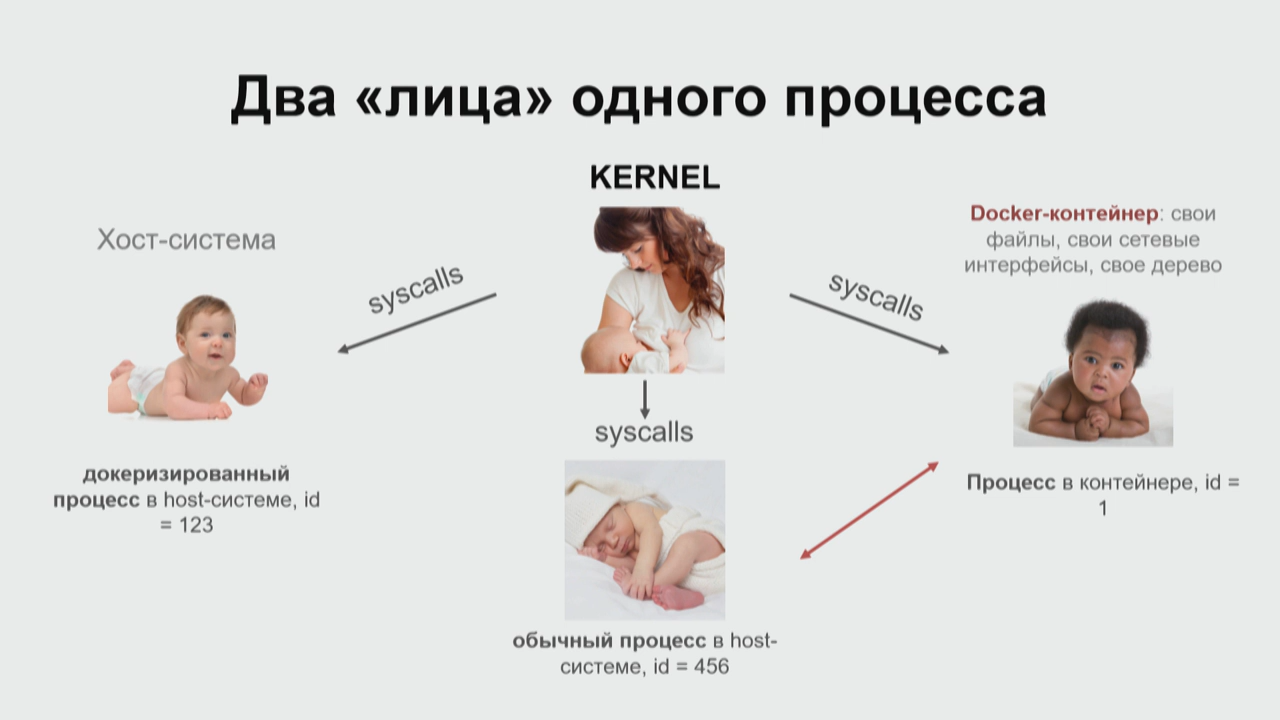 Два «лица» одного процесса
KERNEL
Хост-система
Docker-контейнер: свои
файлы, свои сетевые
интерфейсы, свое дерево
syscalls
syscalls
syscalls
докеризированный
процесс в host-системе, id
= 123
Процесс в контейнере, id =
1
обычный процесс в host-
системе, id = 456